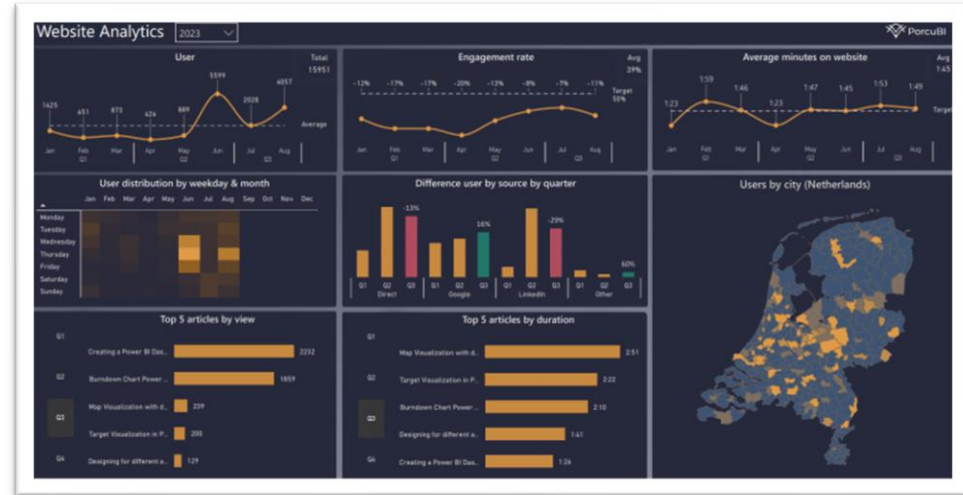 Website Analytics
2023
PorcuBI
User
Total
15951
1425
451
873
426
889
5599
2028
4057
Average
Jan Feb Mar Apr May Jun Jul Aug
Q1 Q2 Q3
Engagement rate
Avg
39%
-12% -17% -17% -20% -13% -8% -7% -11%
Target
50%
Jan Feb Mar Apr May Jun Jul Aug
Q1 Q2 Q3
Average minutes on website
Avg
1:45
1:23
1:59
1:46
1:23
1:47
1:45
1:53
1:49
Target
Jan Feb Mar Apr May Jun Jul Aug
Q1 Q2 Q3
User distribution by weekday & month
Jan Feb Mar Apr May Jun Jul Aug Sep Oct Nov Dec
Monday
Tuesday
Wednesday
Thursday
Friday
Saturday
Sunday
Difference user by source by quarter
-13%
16%
-29%
60%
Q1 Q2 Q3 Q1 Q2 Q3 Q1 Q2 Q3 Q1 Q2 Q3
Direct Google LinkedIn Other
Users by city (Netherlands)
Top 5 articles by view
Q1
Q2
Q3
Q4
Creating a Power BI Das... 2232
Burndown Chart Power ... 1859
Map Visualization with d... 239
Target Visualization in P... 200
Designing for different a... 129
Top 5 articles by duration
Q1
Q2
Q3
Q4
Map Visualization with d... 2:51
Target Visualization in P... 2:22
Burndown Chart Power ... 2:10
Designing for different a... 1:41
Creating a Power BI Das... 1:26